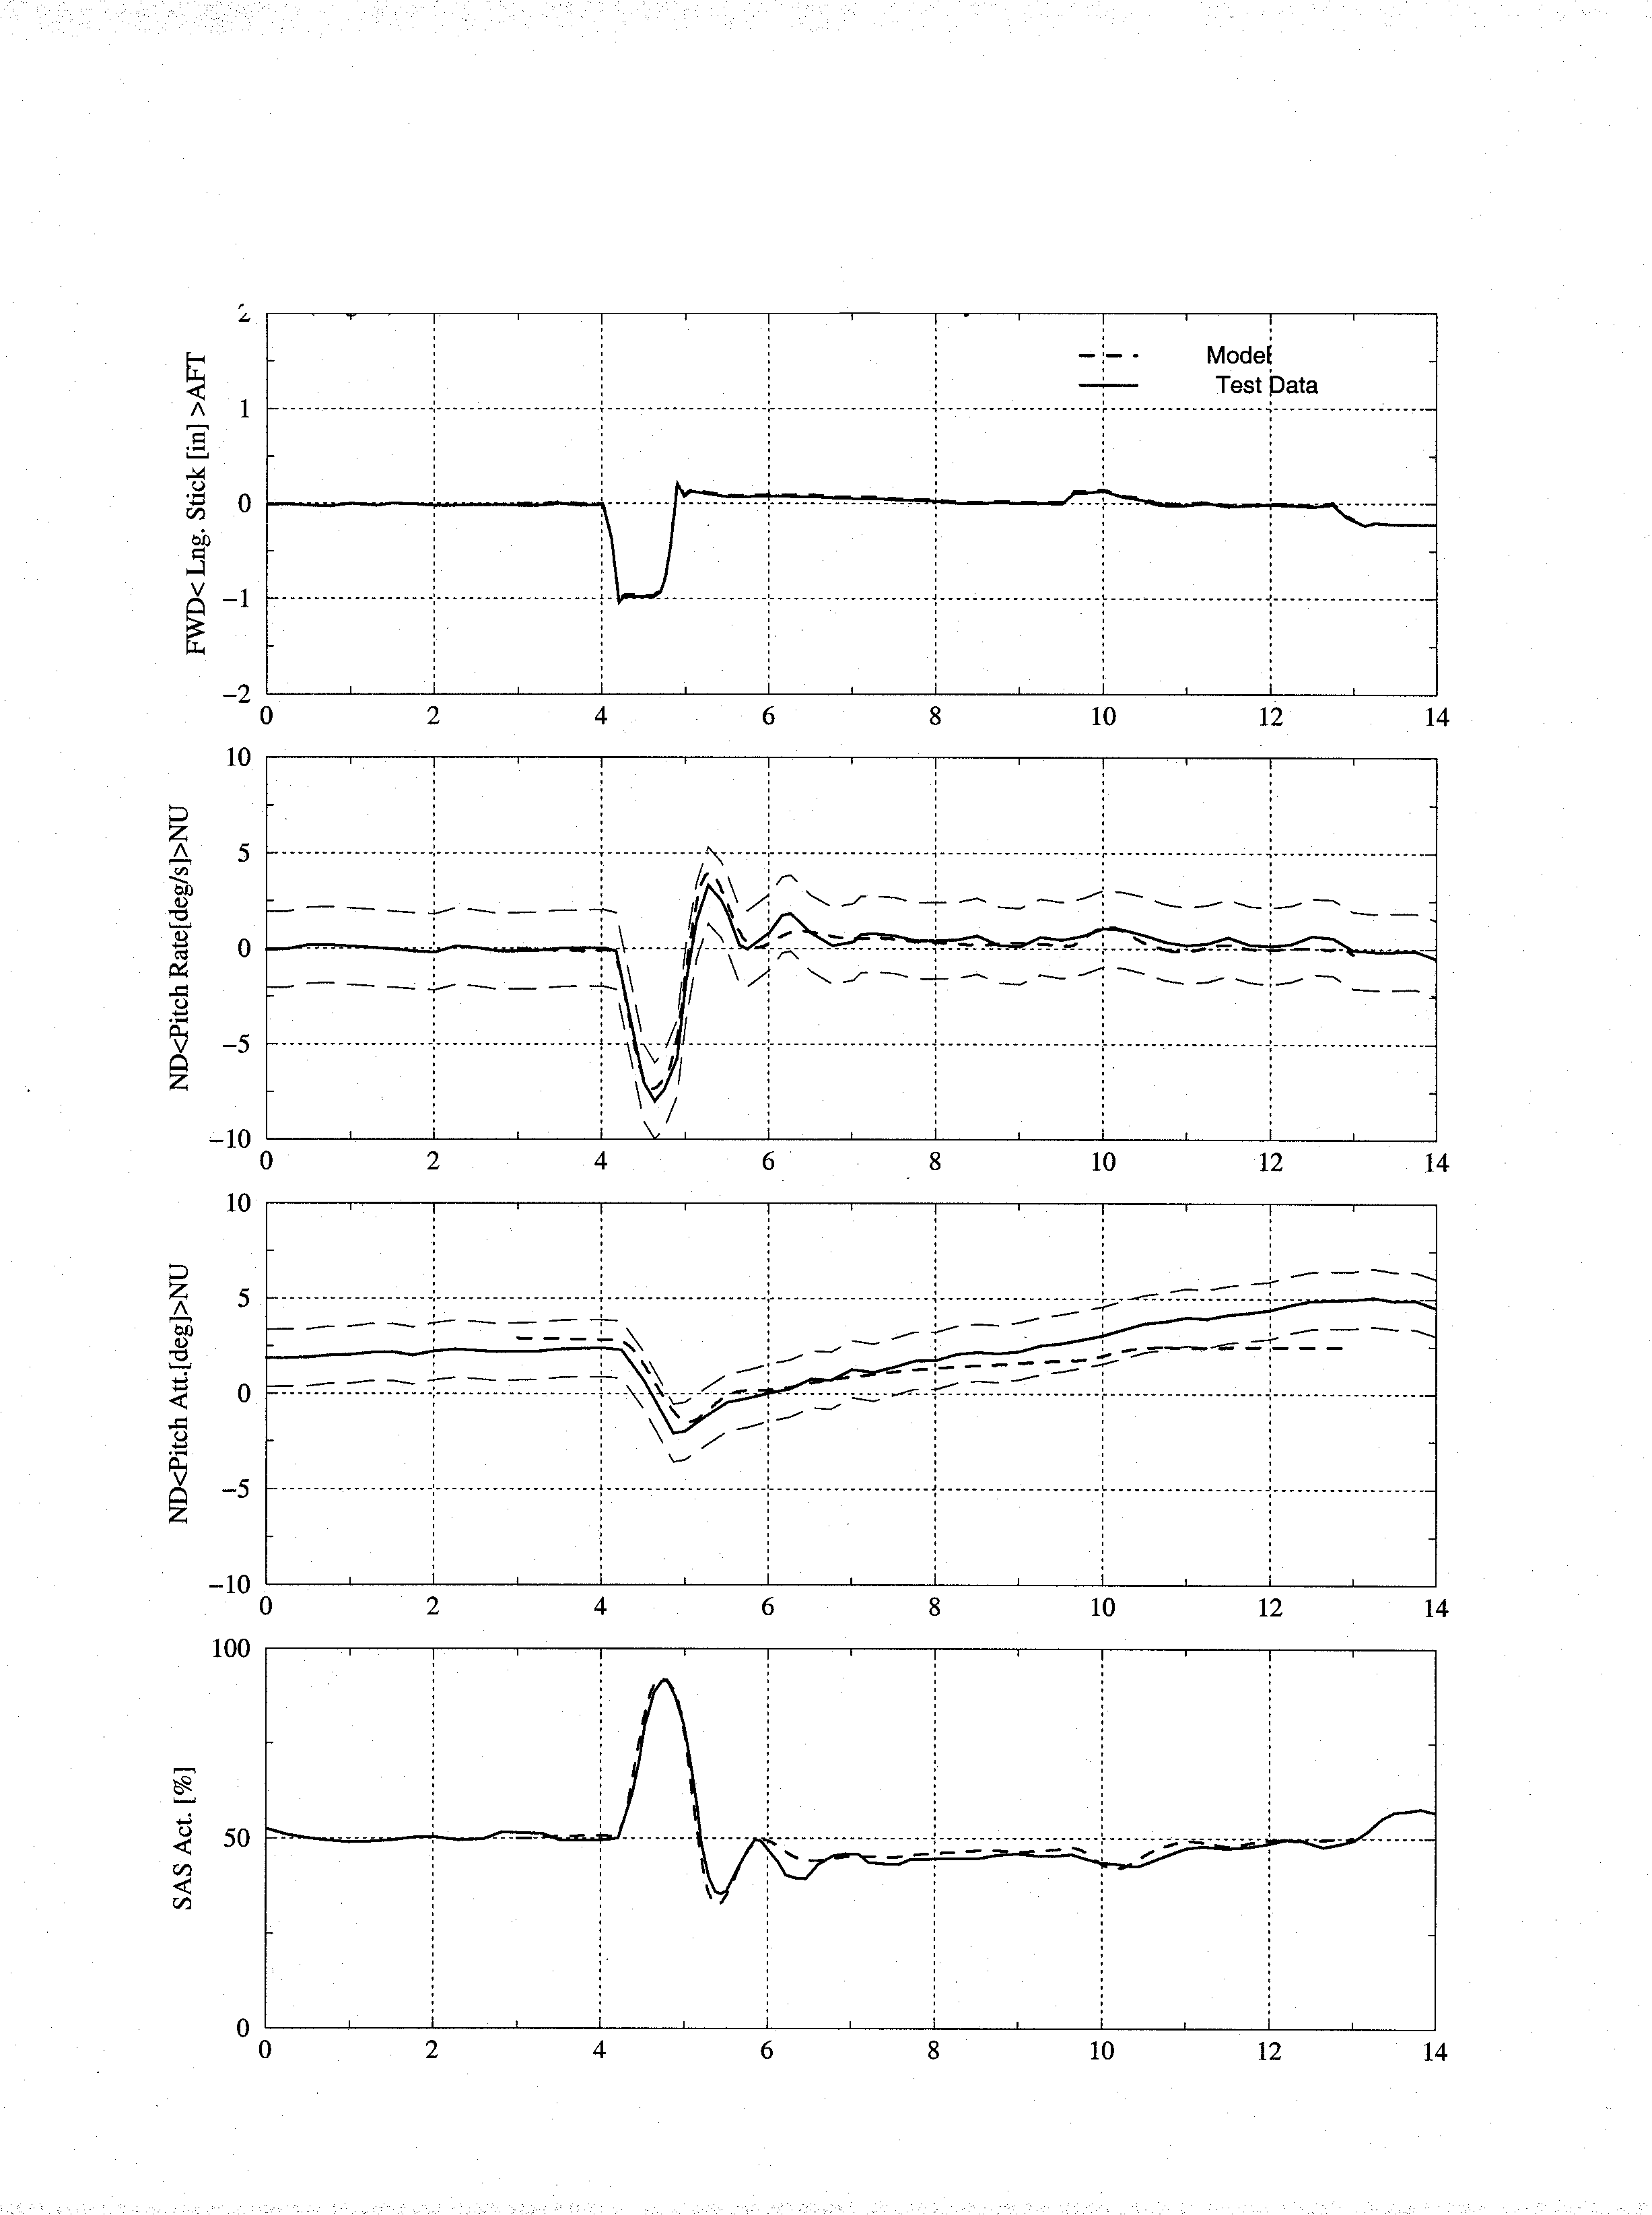 2
Model
Test Data
1
0
−1
−2
FWD< Lng. Stick [in] >AFT
0 2 4 6 8 10 12 14
10
5
0
−5
−10
ND<Pitch Rate[deg/s]>NU
0 2 4 6 8 10 12 14
10
5
0
−5
−10
ND<Pitch Att.[deg]>NU
0 2 4 6 8 10 12 14
100
50
0
SAS Act. [%]
0 2 4 6 8 10 12 14